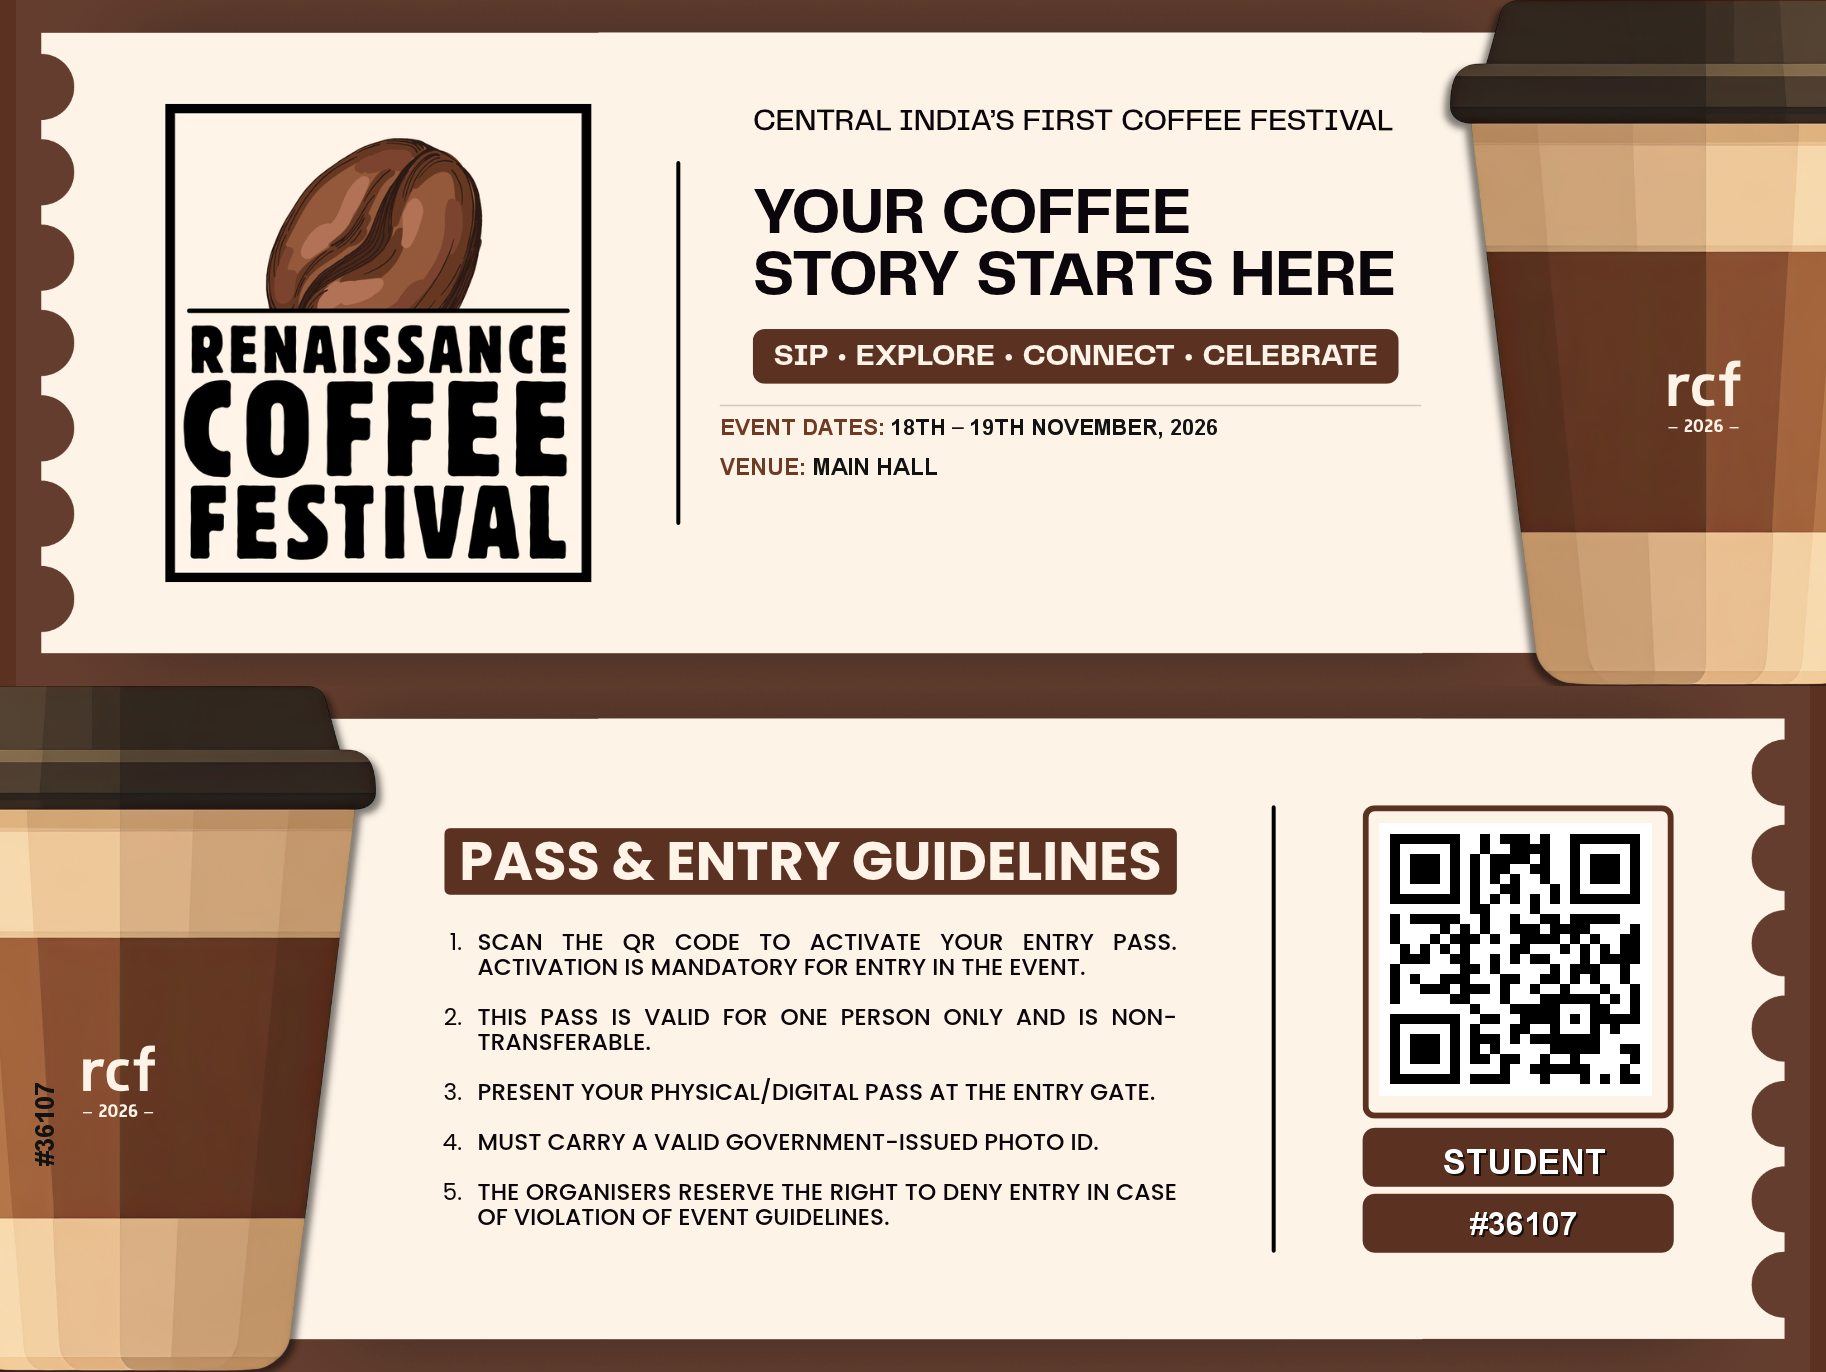 RENAISSANCE
COFFEE
FESTIVAL
CENTRAL INDIA'S FIRST COFFEE FESTIVAL
YOUR COFFEE
STORY STARTS HERE
SIP • EXPLORE • CONNECT • CELEBRATE
EVENT DATES: 18TH – 19TH NOVEMBER, 2026
VENUE: MAIN HALL
rcf
– 2026 –
rcf
– 2026 –
#36107
PASS & ENTRY GUIDELINES
1. SCAN THE QR CODE TO ACTIVATE YOUR ENTRY PASS.
ACTIVATION IS MANDATORY FOR ENTRY IN THE EVENT.
2. THIS PASS IS VALID FOR ONE PERSON ONLY AND IS NON-
TRANSFERABLE.
3. PRESENT YOUR PHYSICAL/DIGITAL PASS AT THE ENTRY GATE.
4. MUST CARRY A VALID GOVERNMENT-ISSUED PHOTO ID.
5. THE ORGANISERS RESERVE THE RIGHT TO DENY ENTRY IN CASE
OF VIOLATION OF EVENT GUIDELINES.
STUDENT
#36107